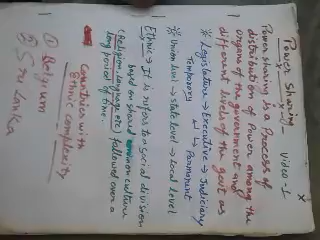 Power Sharing
Video-1
Power sharing is a Process of
distribution of Power among the
organs of the government and
different levels of the govt as
※ Legislature → Executive → Judiciary
Temporary → Permanent
※ Union level → state level → local level
Ethnic → It is refers to a social division
based on shared culture
(Religion, language etc) followed over a
long period of time.
Countries with
Ethnic complexity
① Belgium
② Sri Lanka